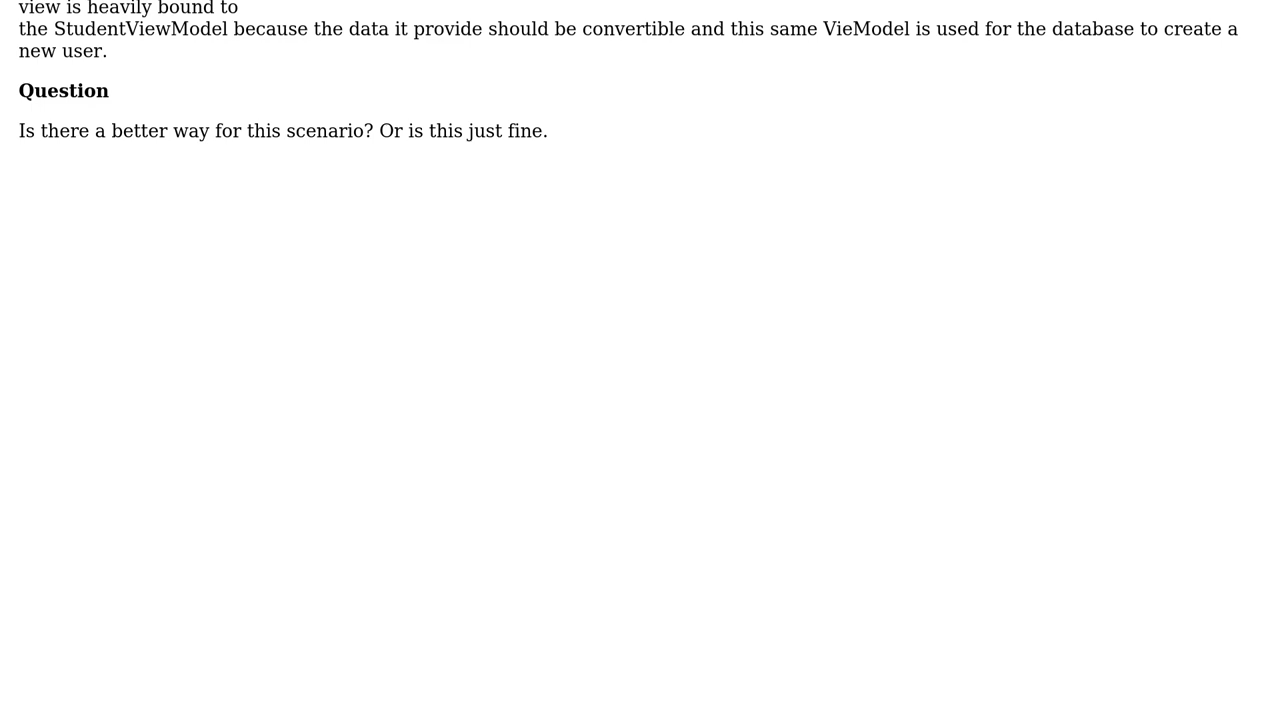 view is heavily bound to
the StudentViewModel because the data it provide should be convertible and this same VieModel is used for the database to create a
new user.
Question
Is there a better way for this scenario? Or is this just fine.